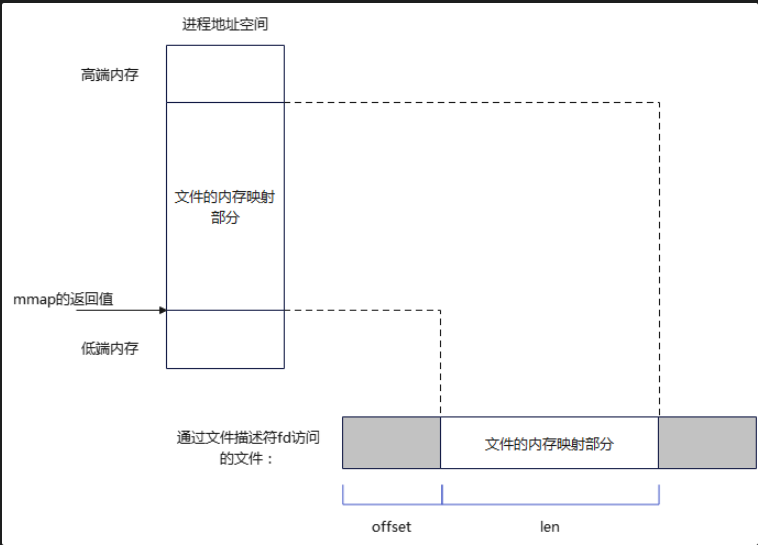 进程地址空间
高端内存
文件的内存映射
部分
mmap的返回值
低端内存
通过文件描述符fd访问
的文件：
文件的内存映射部分
offset
len